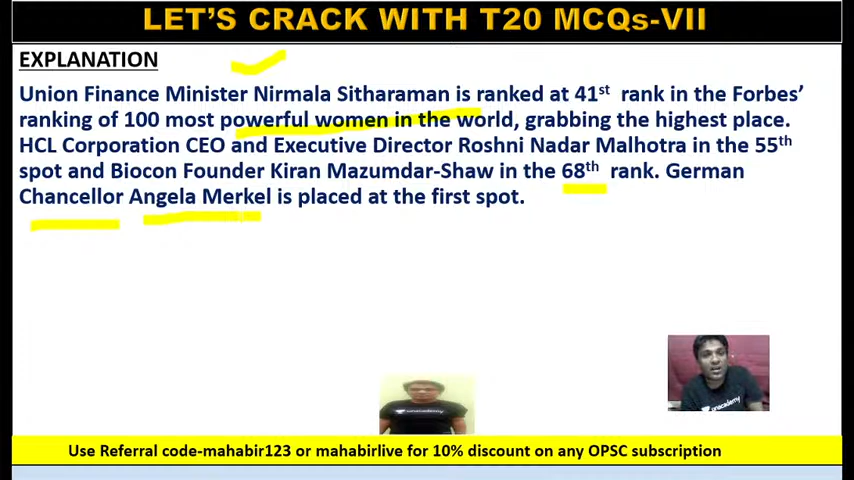 LET'S CRACK WITH T20 MCQs-VII
EXPLANATION
Union Finance Minister Nirmala Sitharaman is ranked at 41st rank in the Forbes'
ranking of 100 most powerful women in the world, grabbing the highest place.
HCL Corporation CEO and Executive Director Roshni Nadar Malhotra in the 55th
spot and Biocon Founder Kiran Mazumdar-Shaw in the 68th rank. German
Chancellor Angela Merkel is placed at the first spot.
unacademy
unacademy
Use Referral code-mahabir123 or mahabirlive for 10% discount on any OPSC subscription